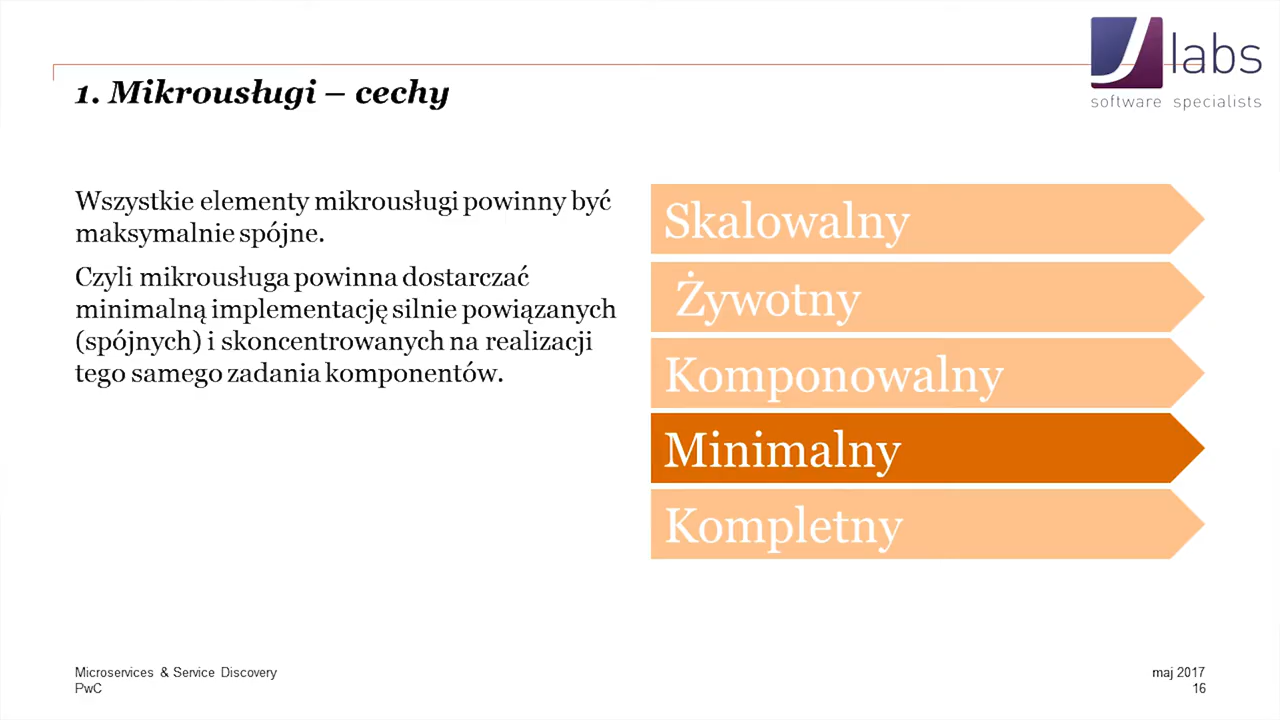 labs
software specialists
1. Mikrousługi – cechy
Wszystkie elementy mikrousługi powinny być
maksymalnie spójne.
Czyli mikrousługa powinna dostarczać
minimalną implementację silnie powiązanych
(spójnych) i skoncentrowanych na realizacji
tego samego zadania komponentów.
Skalowalny
Żywotny
Komponowalny
Minimalny
Kompletny
Microservices & Service Discovery
PwC
maj 2017
16